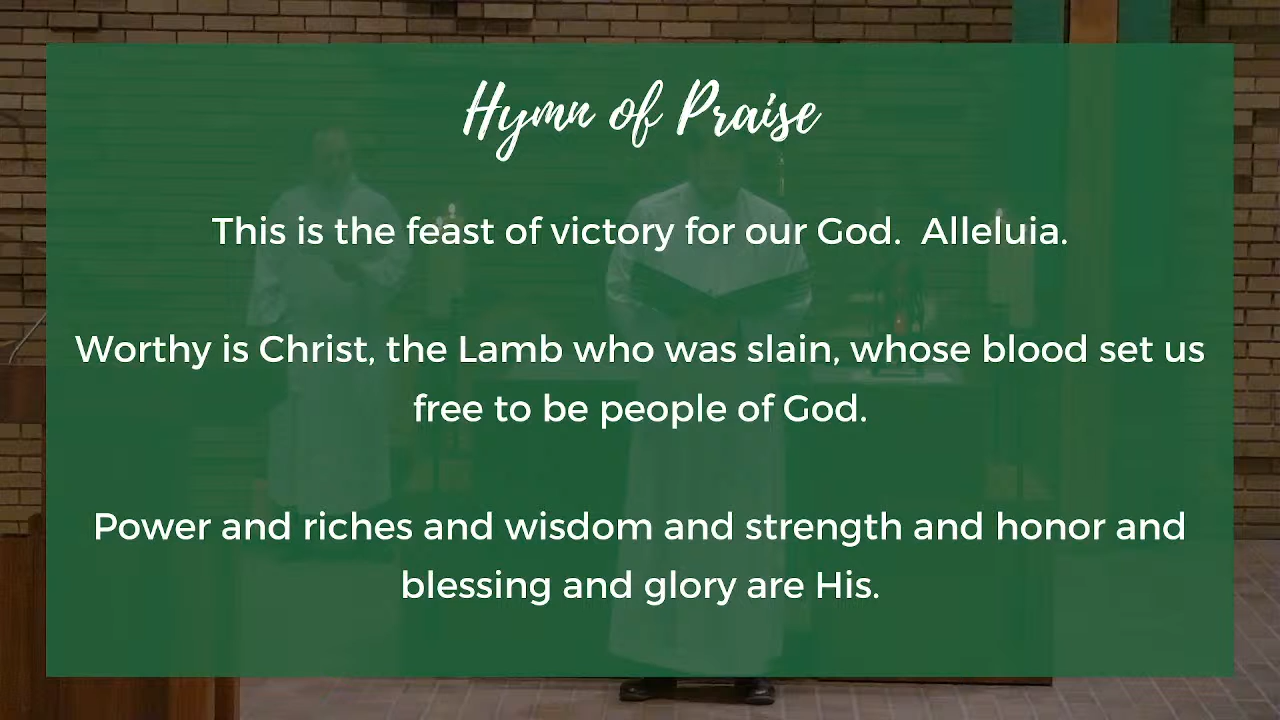 Hymn of Praise
This is the feast of victory for our God.  Alleluia.
Worthy is Christ, the Lamb who was slain, whose blood set us
free to be people of God.
Power and riches and wisdom and strength and honor and
blessing and glory are His.